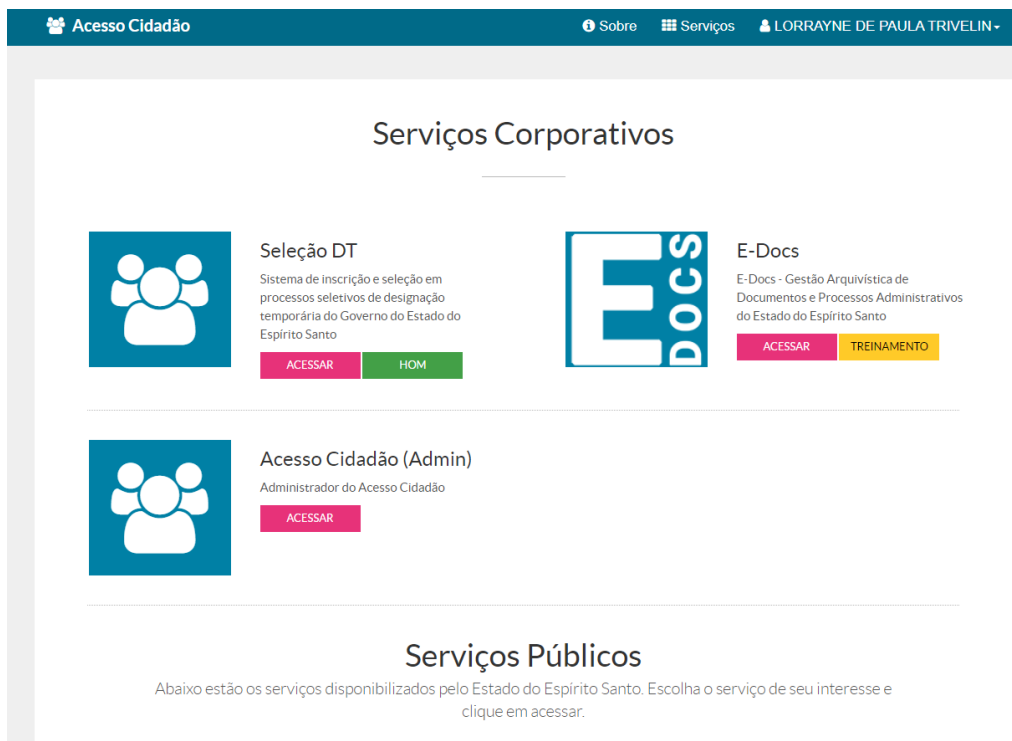 Acesso Cidadão
Sobre
Serviços
LORRAYNE DE PAULA TRIVELIN
Serviços Corporativos
Seleção DT
Sistema de inscrição e seleção em
processos seletivos de designação
temporária do Governo do Estado do
Espírito Santo
ACESSAR
HOM
E DOCS
E-Docs
E-Docs - Gestão Arquivística de
Documentos e Processos Administrativos
do Estado do Espírito Santo
ACESSAR
TREINAMENTO
Acesso Cidadão (Admin)
Administrador do Acesso Cidadão
ACESSAR
Serviços Públicos
Abaixo estão os serviços disponibilizados pelo Estado do Espírito Santo. Escolha o serviço de seu interesse e
clique em acessar.